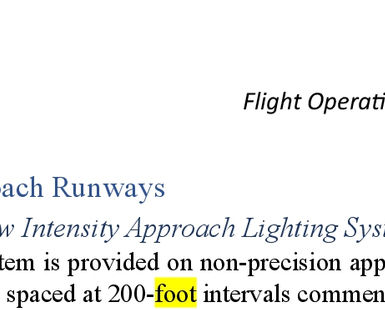 Flight Operati
oach Runways
w Intensity Approach Lighting Sys
tem is provided on non-precision app
spaced at 200-foot intervals commen